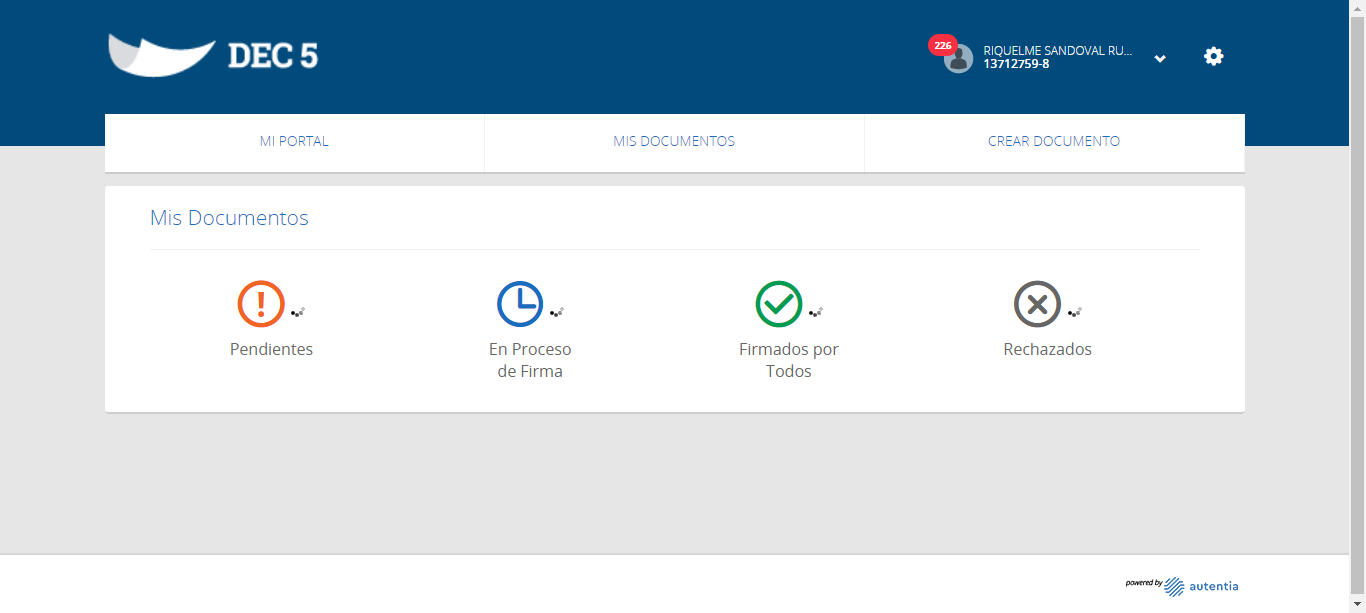 DEC 5
226
RIQUELME SANDOVAL RU...
13712759-8
MI PORTAL
MIS DOCUMENTOS
CREAR DOCUMENTO
Mis Documentos
Pendientes
En Proceso
de Firma
Firmados por
Todos
Rechazados
powered by autentia